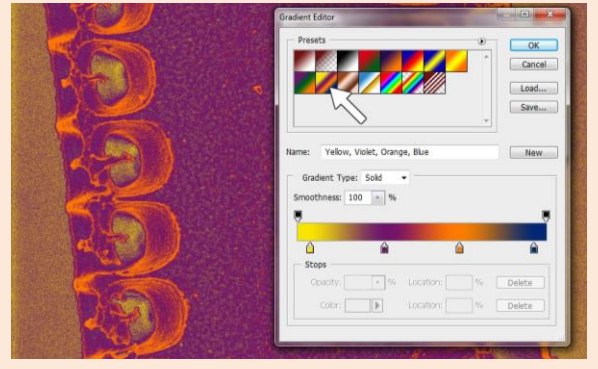 Gradient Editor
Presets
OK
Cancel
Load...
Save...
Name: Yellow, Violet, Orange, Blue
New
Gradient Type: Solid
Smoothness: 100 %
Stops
Opacity: % Location: % Delete
Color: Location: % Delete